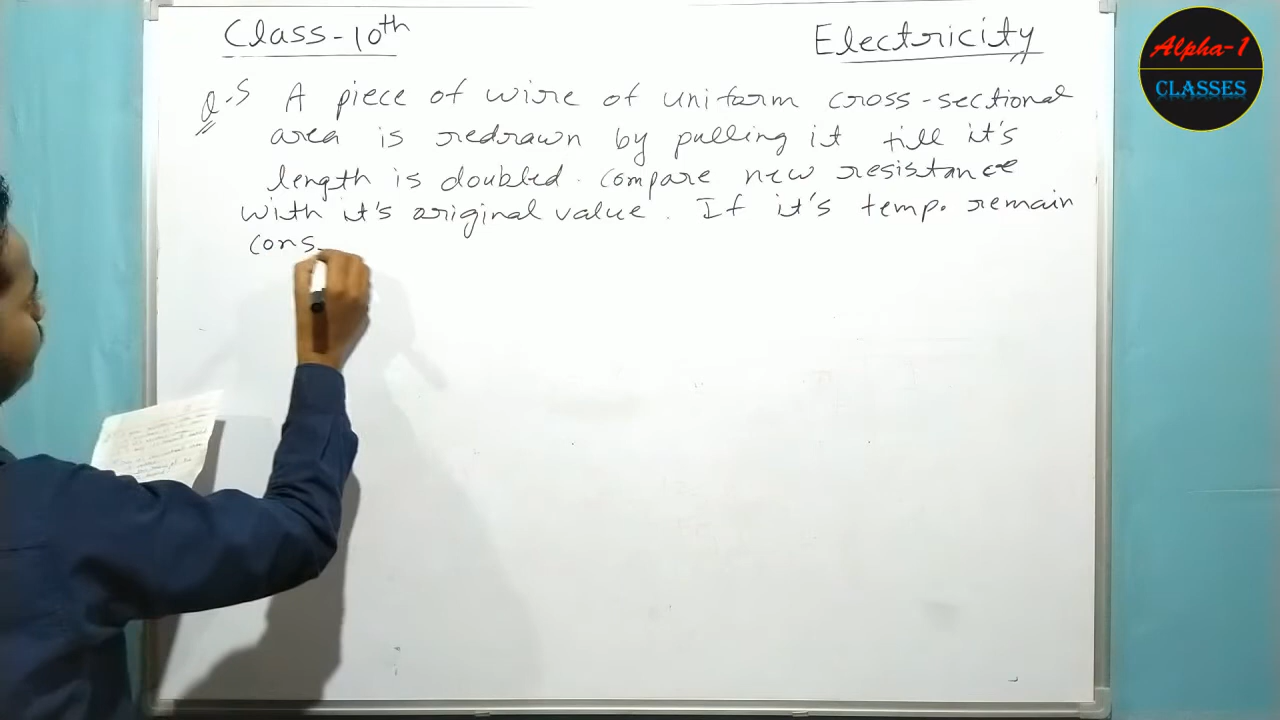 Class-10th
Electricity
Alpha-1
CLASSES
Q.5 A piece of wire of uniform cross-sectional
area is redrawn by pulling it till it's
length is doubled. compare new resistance
with it's original value. If it's temp. remain
cons